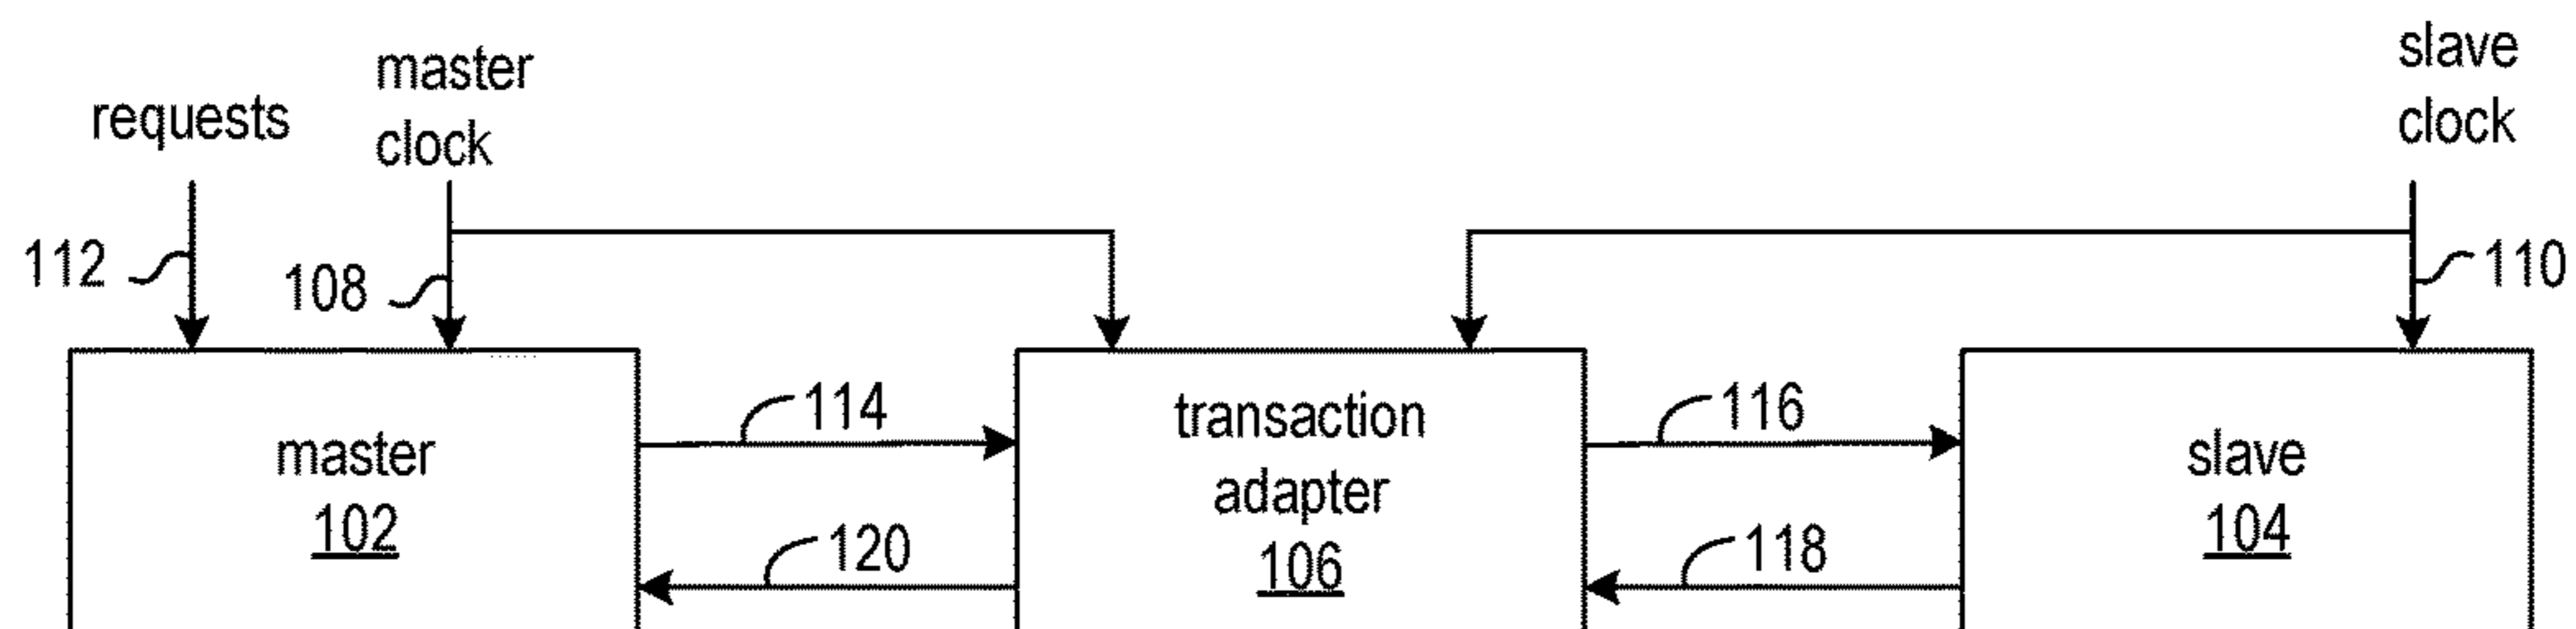 requests
master
clock
slave
clock
112
108
110
114
116
master
102
transaction
adapter
106
slave
104
120
118